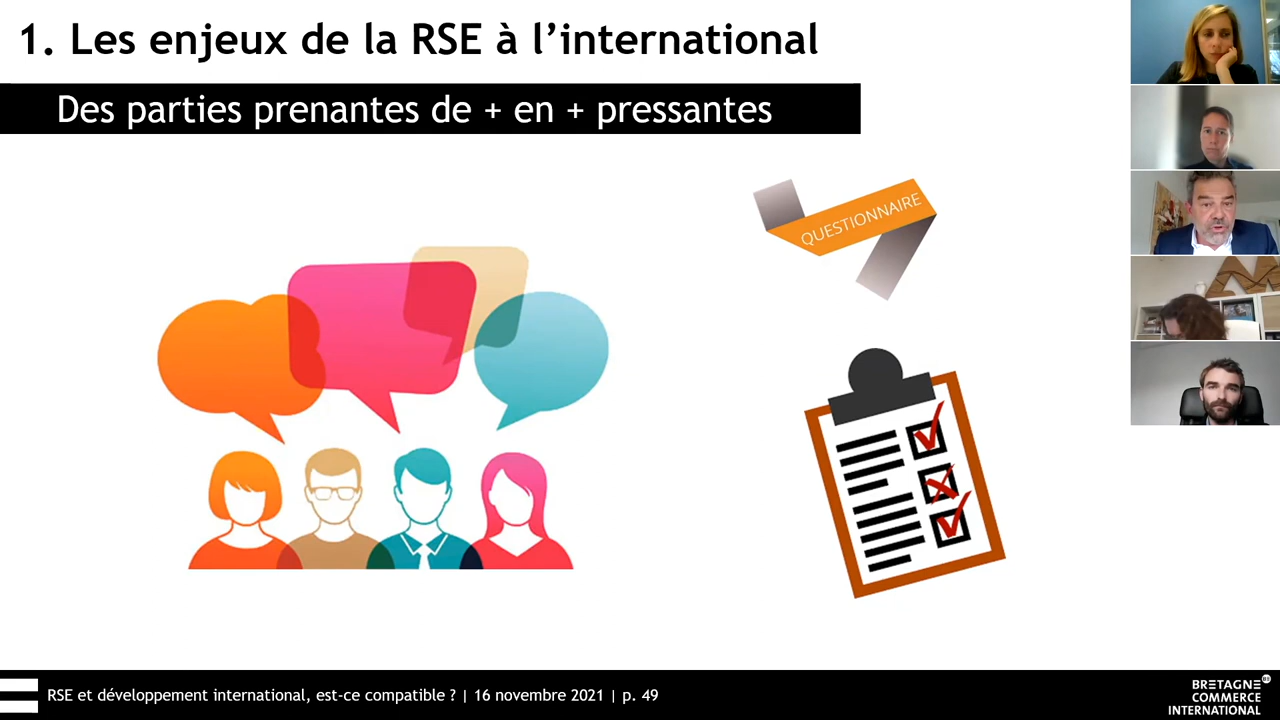 1. Les enjeux de la RSE à l’international
Des parties prenantes de + en + pressantes
QUESTIONNAIRE
RSE et développement international, est-ce compatible ? | 16 novembre 2021 | p. 49
BRETAGNE
COMMERCE
INTERNATIONAL